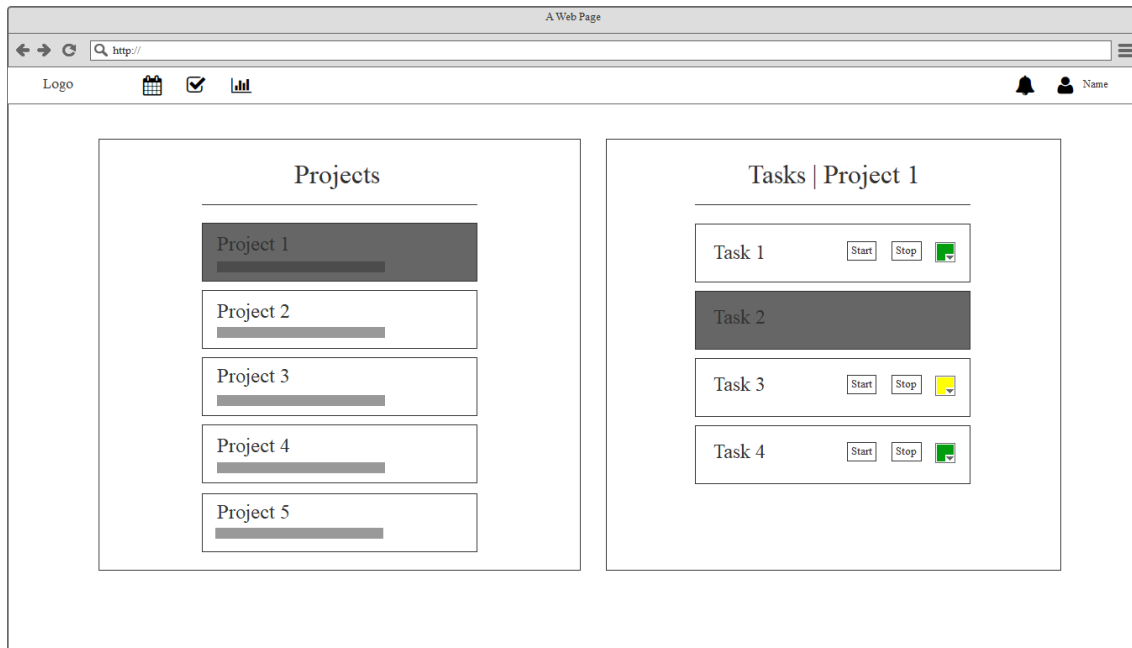 A Web Page
http://
Logo
Name
Projects
Project 1
Project 2
Project 3
Project 4
Project 5
Tasks | Project 1
Task 1 Start Stop
Task 2
Task 3 Start Stop
Task 4 Start Stop